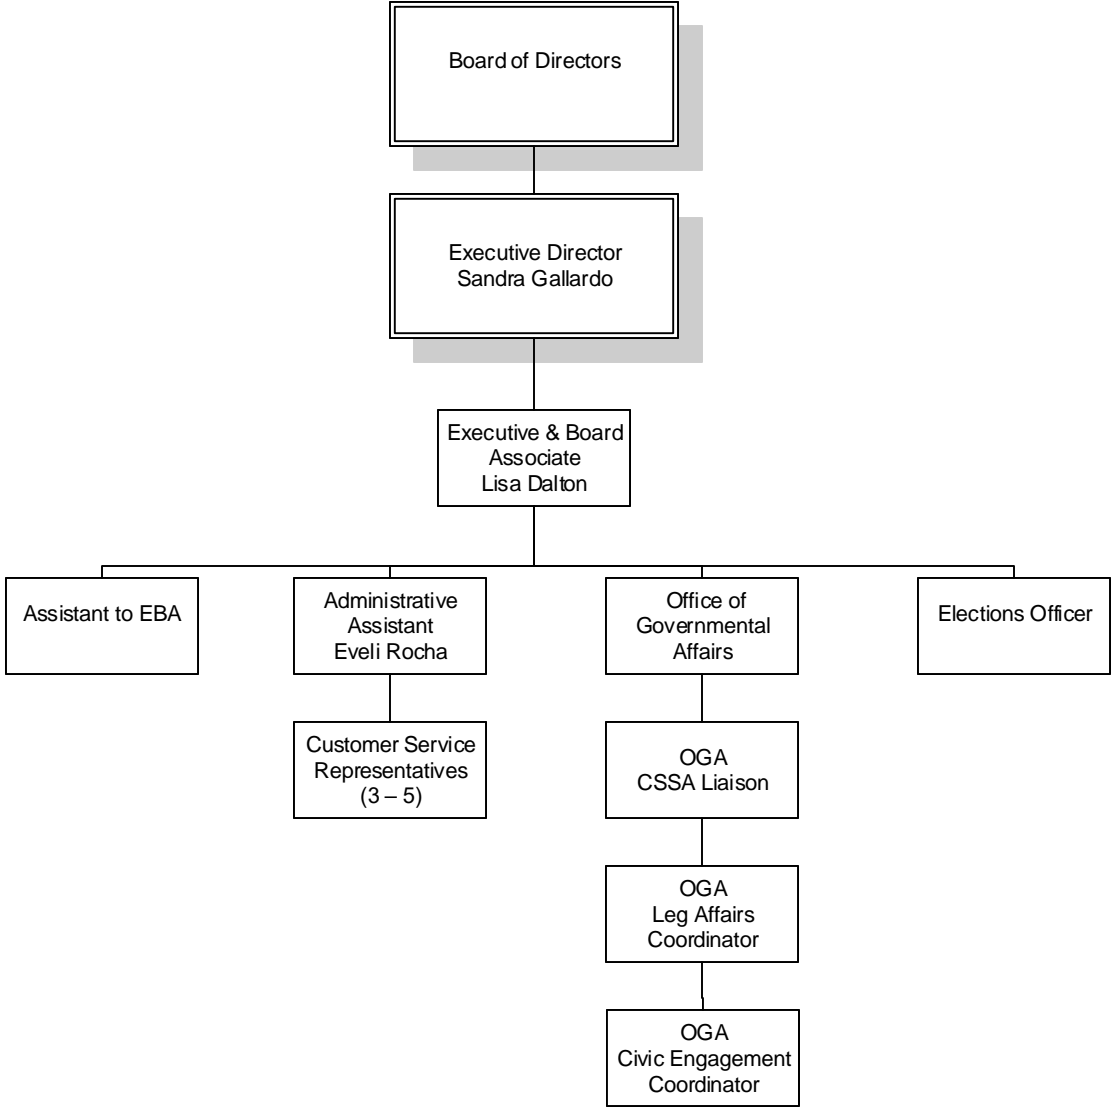 Board of Directors
Executive Director
Sandra Gallardo
Executive & Board
Associate
Lisa Dalton
Assistant to EBA
Administrative
Assistant
Eveli Rocha
Office of
Governmental
Affairs
Elections Officer
Customer Service
Representatives
(3 – 5)
OGA
CSSA Liaison
OGA
Leg Affairs
Coordinator
OGA
Civic Engagement
Coordinator